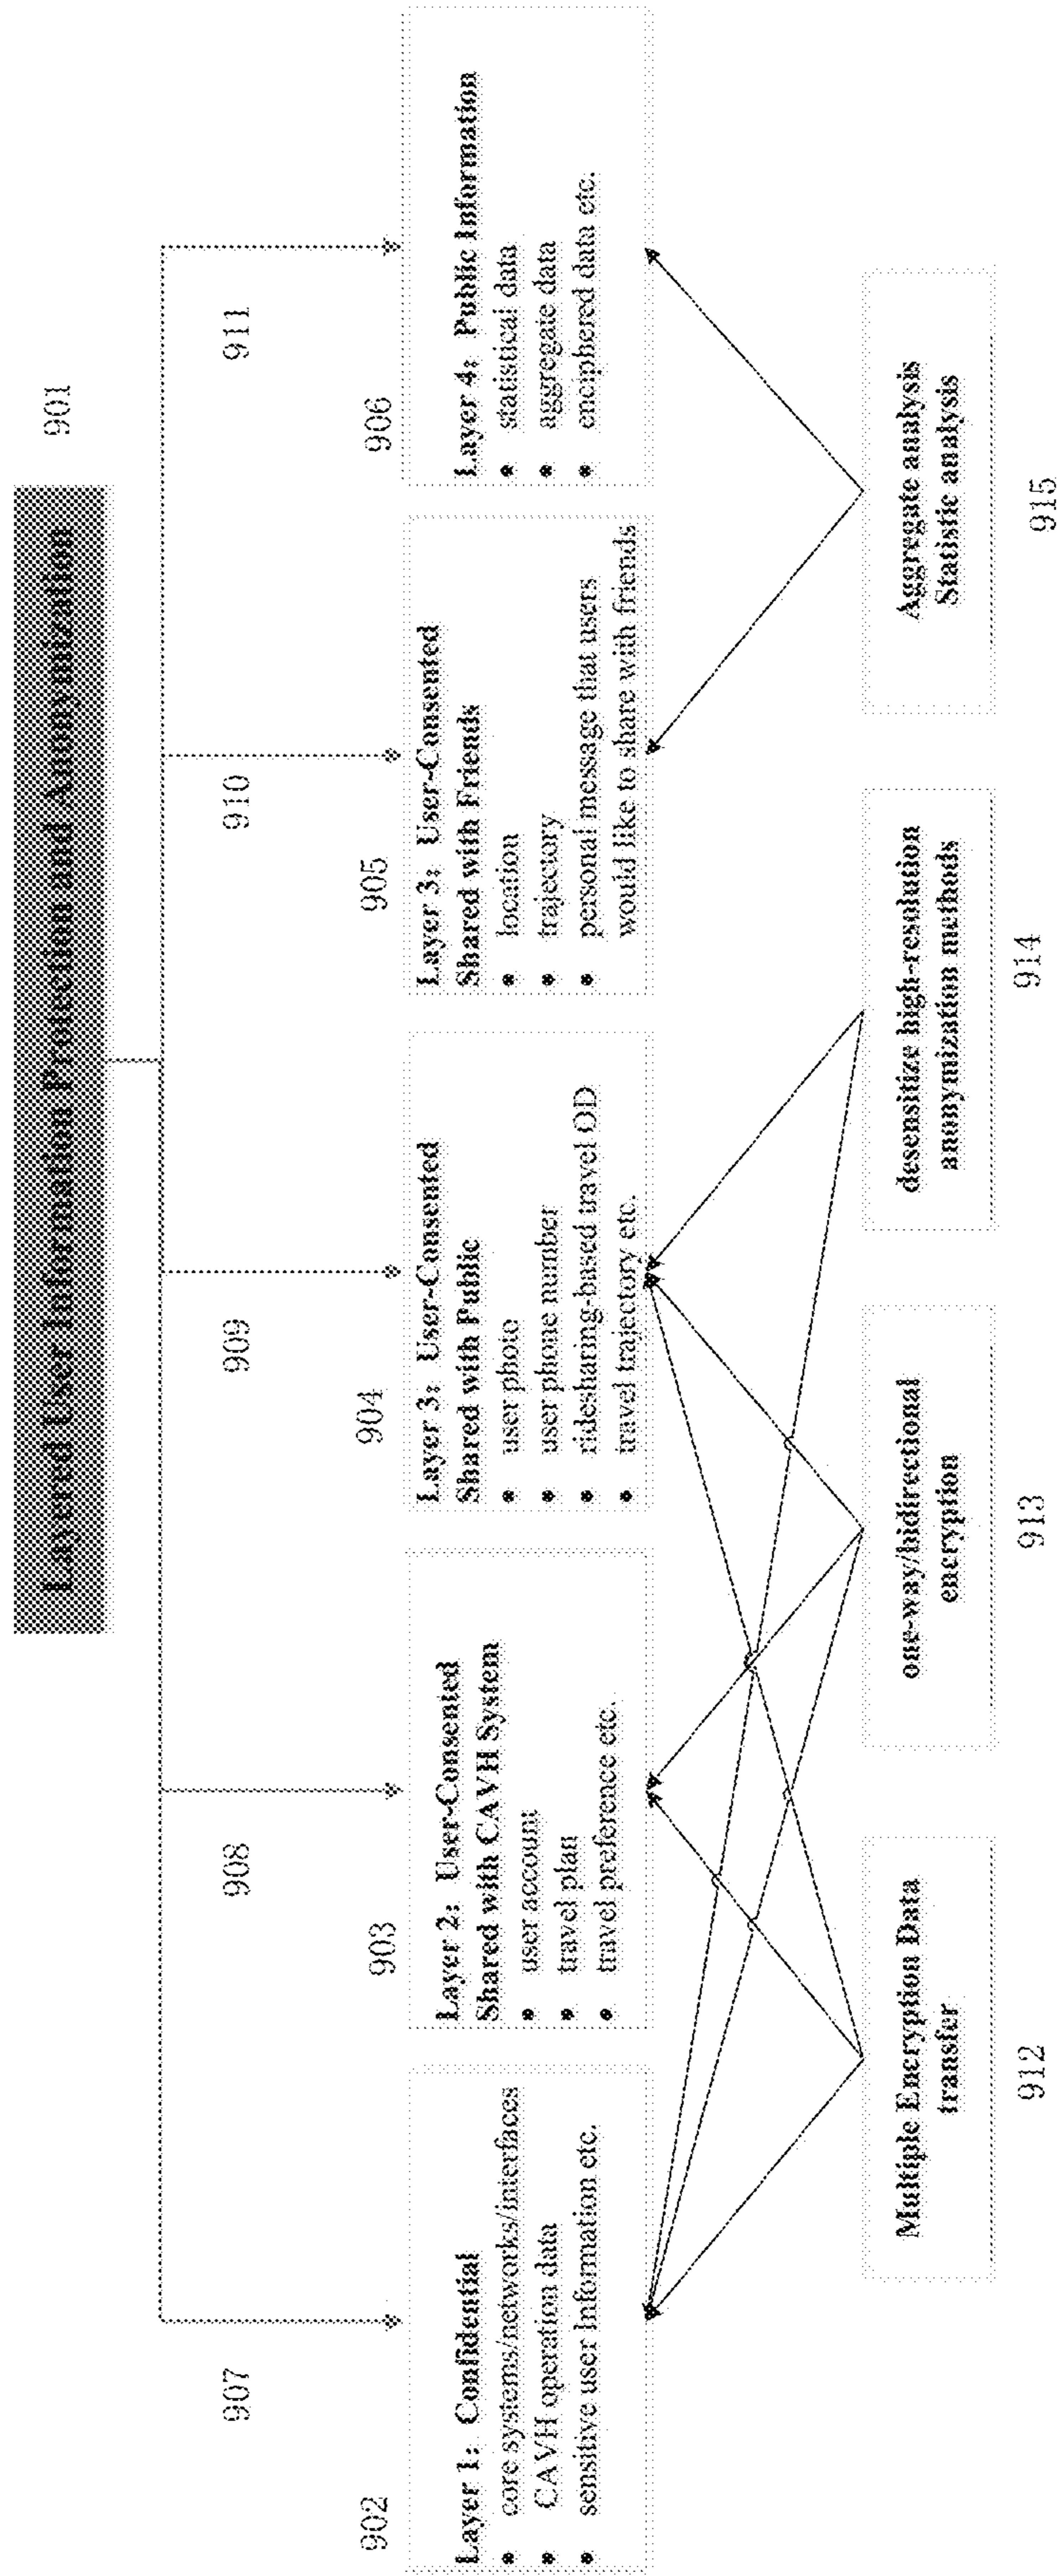 Layered User Information Protection and Anonymization
901
907
908
909
910
911
902
Layer 1: Confidential
• core systems/networks/interfaces
• CAVH operation data
• sensitive user Information etc.
903
Layer 2: User-Consented
Shared with CAVH System
• user account
• travel plan
• travel preference etc.
904
Layer 3: User-Consented
Shared with Public
• user photo
• user phone number
• ridesharing-based travel OD
• travel trajectory etc.
905
Layer 3: User-Consented
Shared with Friends
• location
• trajectory
• personal message that users
would like to share with friends
906
Layer 4: Public Information
• statistical data
• aggregate data
• enciphered data etc.
Multiple Encryption Data
transfer
912
one-way/bidirectional
encryption
913
desensitize high-resolution
anonymization methods
914
Aggregate analysis
Statistic analysis
915